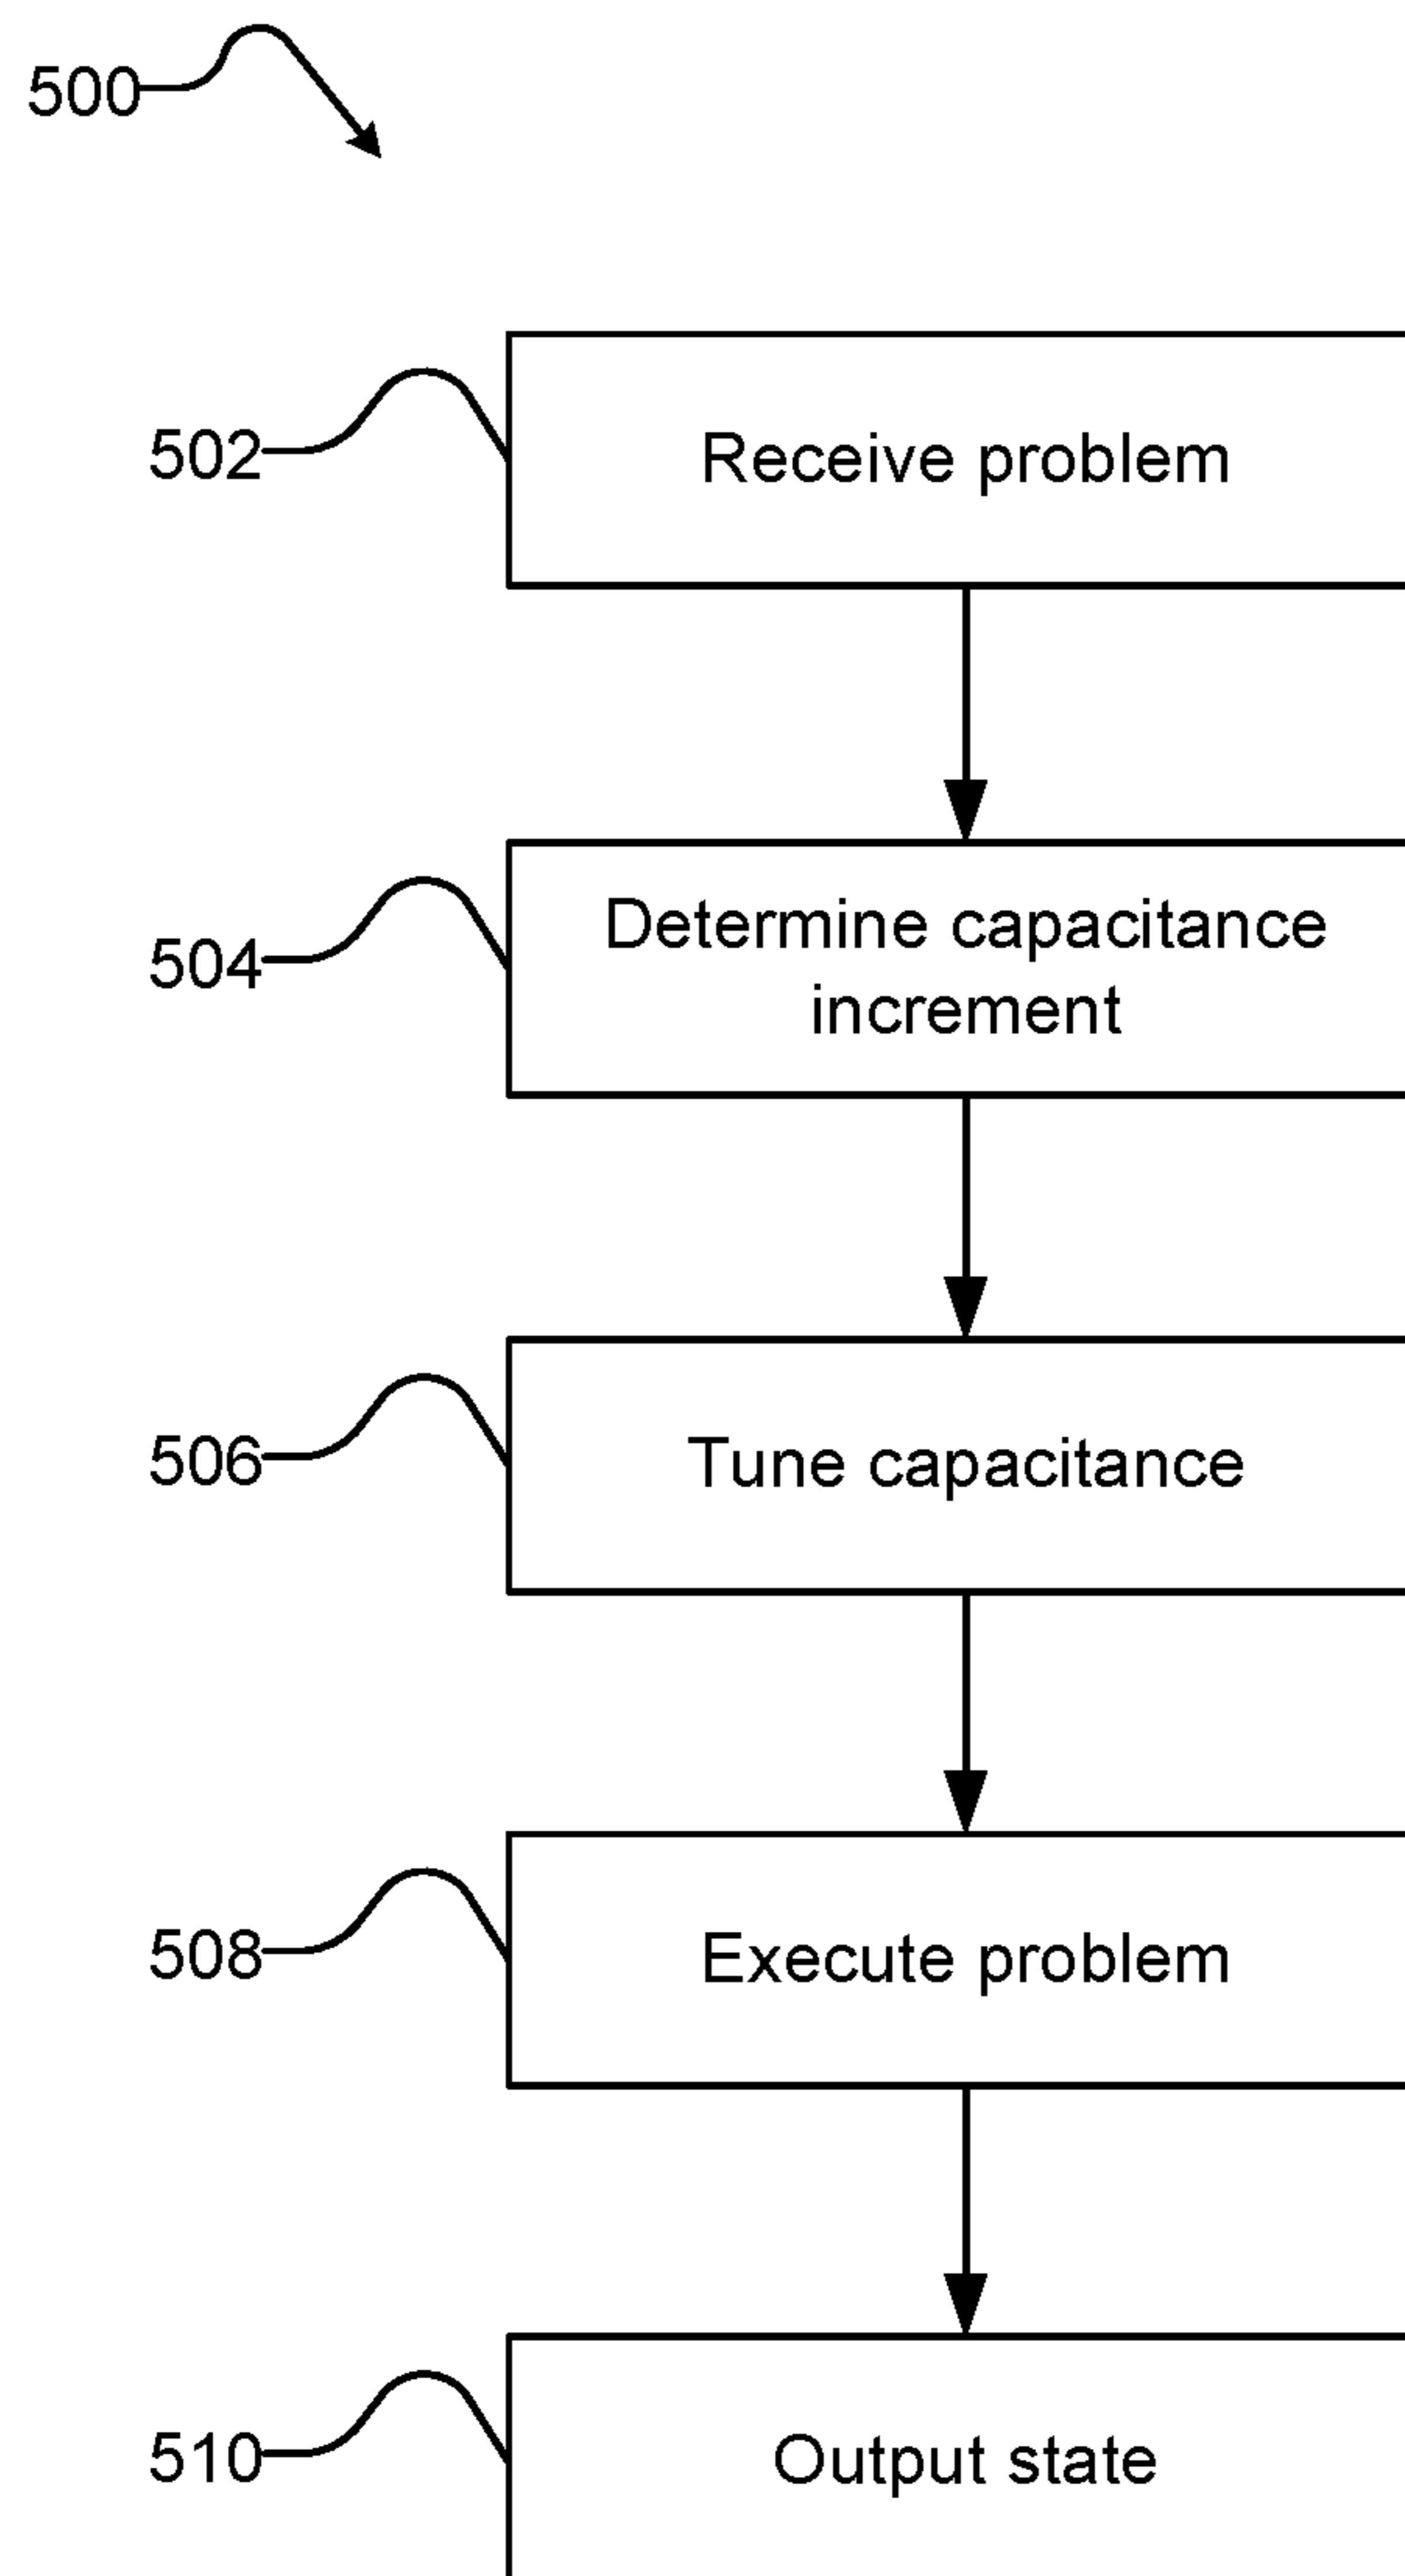 500
502
Receive problem
504
Determine capacitance
increment
506
Tune capacitance
508
Execute problem
510
Output state